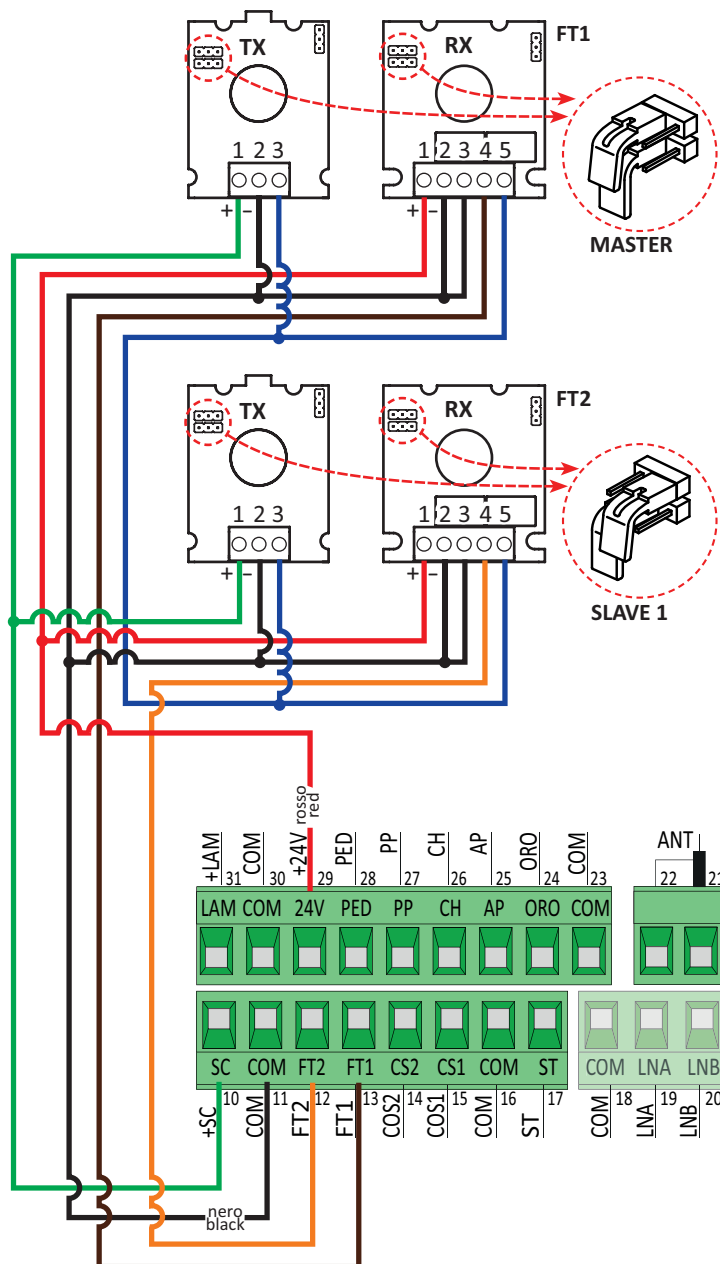 TX RX FT1
1 2 3 1 2 3 4 5
+ – + –
MASTER
TX RX FT2
1 2 3 1 2 3 4 5
+ – + –
SLAVE 1
rosso
red
+LAM COM +24V PED PP CH AP ORO COM ANT
31 30 29 28 27 26 25 24 23 22 21
LAM COM 24V PED PP CH AP ORO COM
SC COM FT2 FT1 CS2 CS1 COM ST COM LNA LNB
10 11 12 13 14 15 16 17 18 19 20
+SC COM FT2 FT1 COS2 COS1 COM ST COM LNA LNB
nero
black